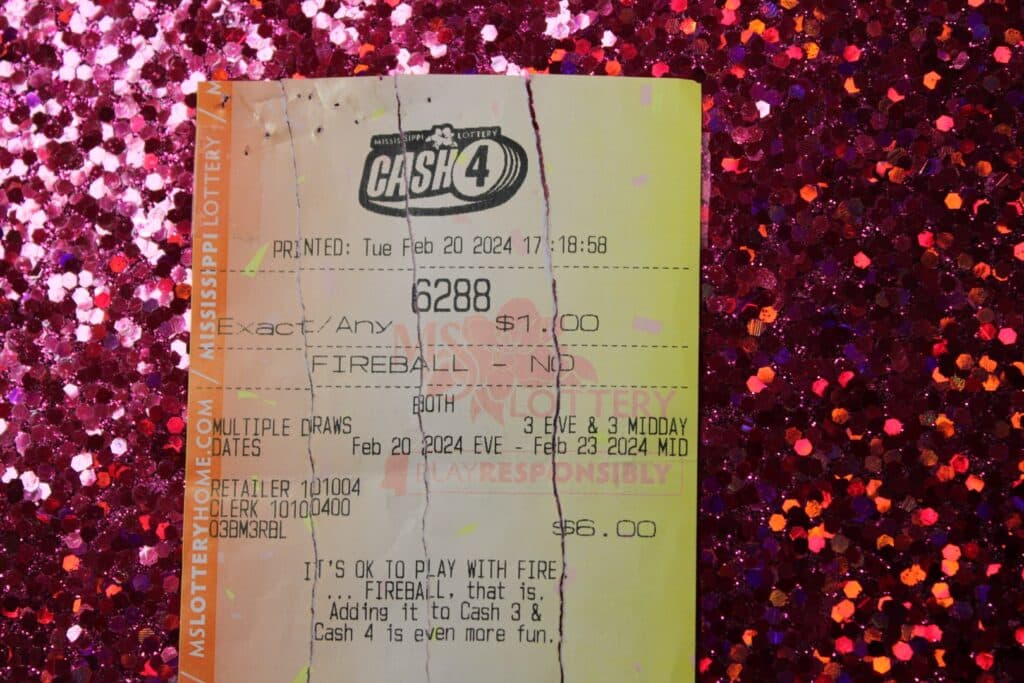 MISSISSIPPI LOTTERY
CASH 4
PRINTED: Tue Feb 20 2024 17:18:58
6288
Exact/Any $1.00
FIREBALL - NO
BOTH
MULTIPLE DRAWS 3 EVE & 3 MIDDAY
DATES Feb 20 2024 EVE - Feb 23 2024 MID
RETAILER 101004
CLERK 10100400
03BM3RBL $6.00
IT'S OK TO PLAY WITH FIRE
... FIREBALL, that is.
Adding it to Cash 3 &
Cash 4 is even more fun.
MS LOTTERY
PLAY RESPONSIBLY
/ MSLOTTERYHOME.COM / MISSISSIPPI LOTTERY / M